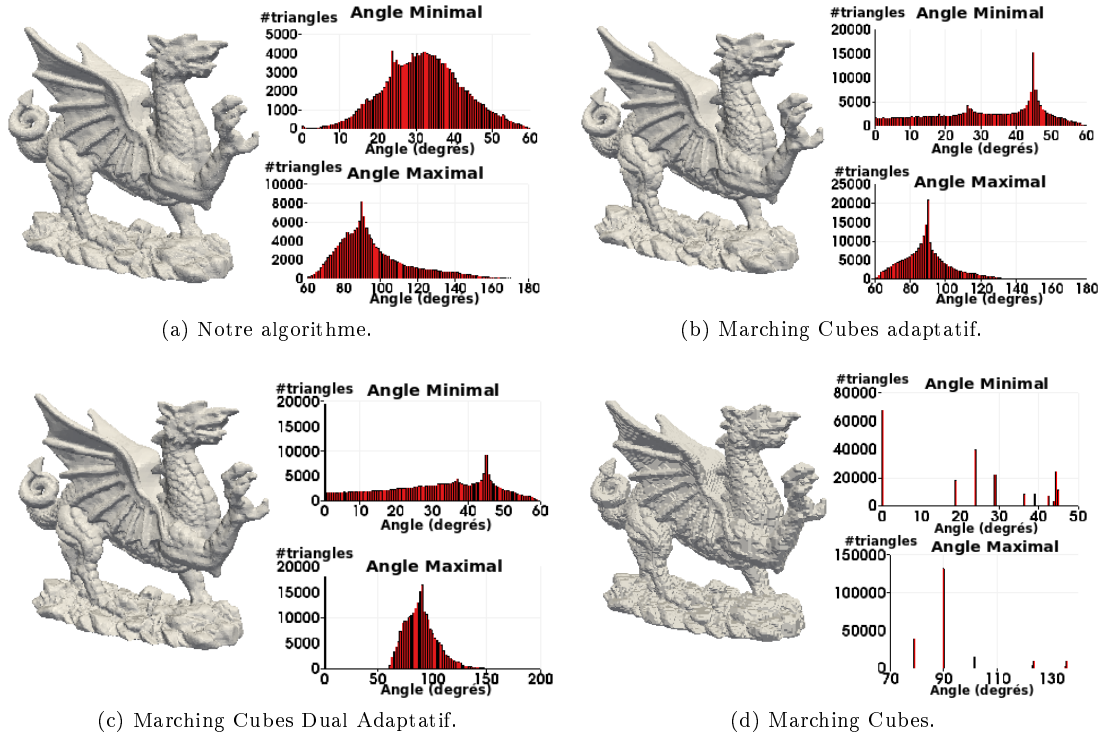 #triangles Angle Minimal
5000
4000
3000
2000
1000
0
0 10 20 30 40 50 60
Angle (degrés)
#triangles Angle Maximal
10000
8000
6000
4000
2000
0
60 80 100 120 140 160 180
Angle (degrés)
(a) Notre algorithme.
#triangles Angle Minimal
20000
15000
10000
5000
0
0 10 20 30 40 50 60
Angle (degrés)
#triangles Angle Maximal
25000
20000
15000
10000
5000
0
60 80 100 120 140 160 180
Angle (degrés)
(b) Marching Cubes adaptatif.
#triangles Angle Minimal
20000
15000
10000
5000
0
0 10 20 30 40 50 60
Angle (degrés)
#triangles Angle Maximal
20000
15000
10000
5000
0
0 50 100 150 200
Angle (degrés)
(c) Marching Cubes Dual Adaptatif.
#triangles Angle Minimal
80000
60000
40000
20000
0
0 10 20 30 40 50
Angle (degrés)
#triangles Angle Maximal
150000
100000
50000
0
70 90 110 130
Angle (degrés)
(d) Marching Cubes.